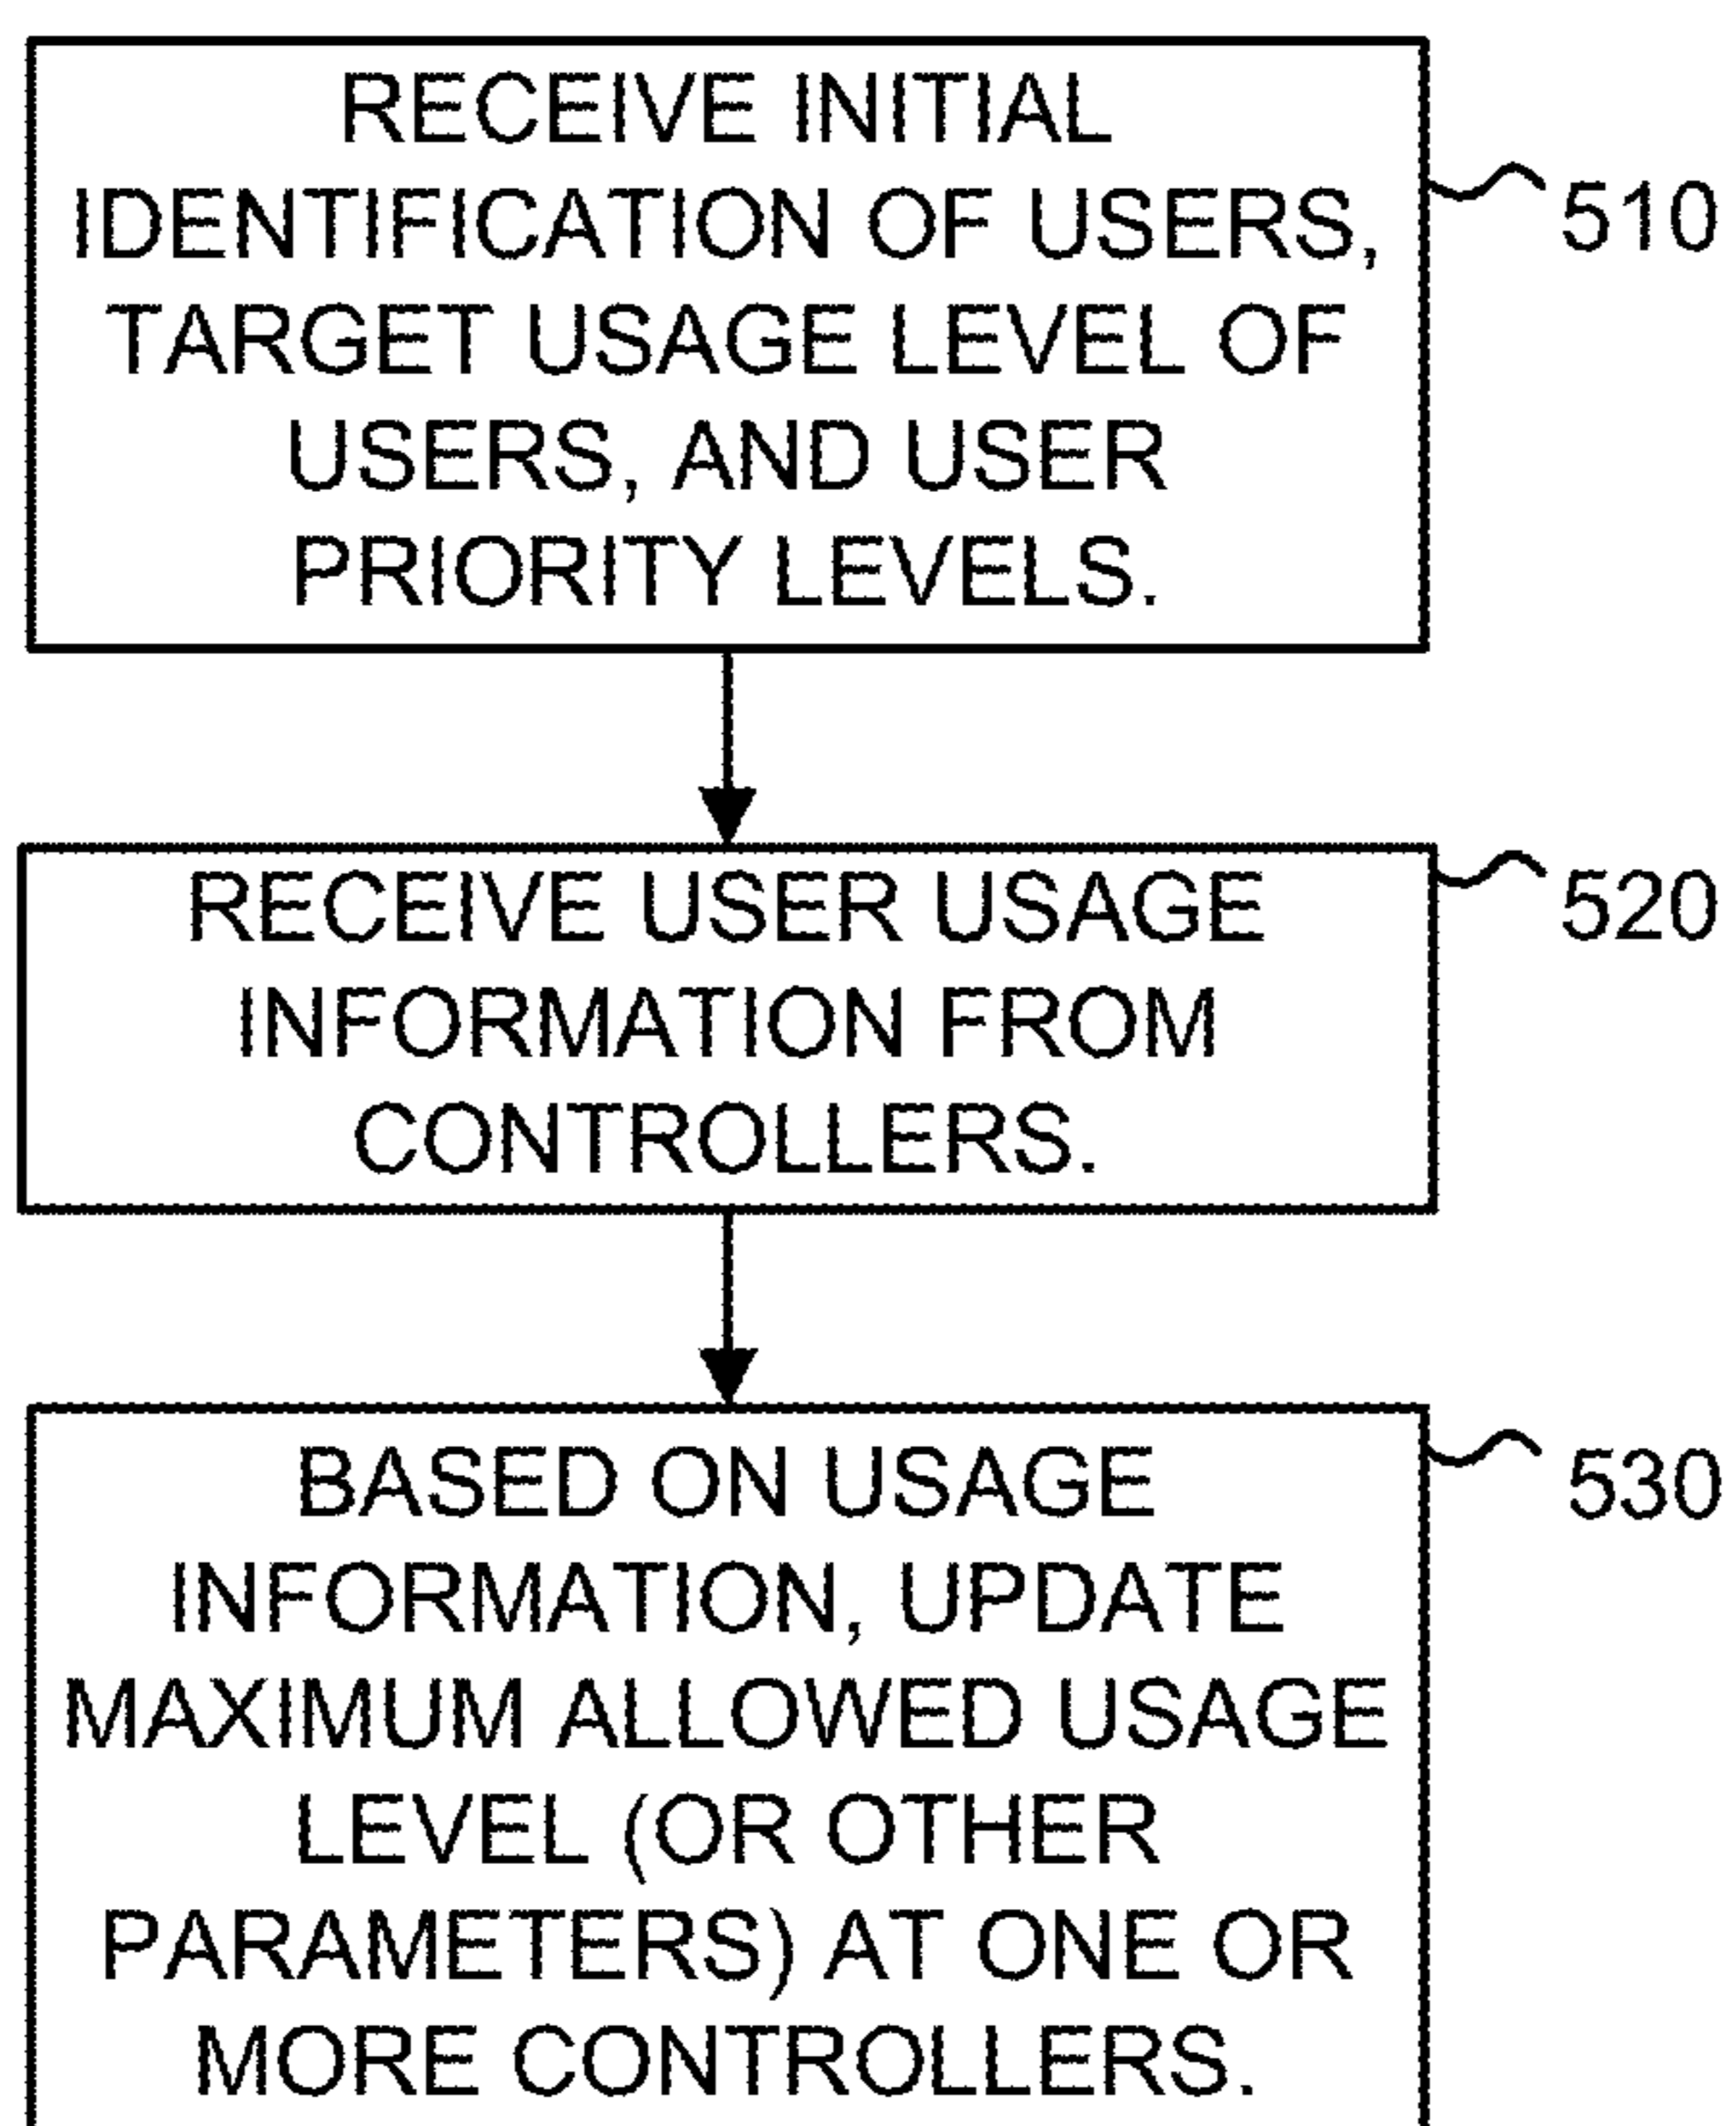 RECEIVE INITIAL
IDENTIFICATION OF USERS,
TARGET USAGE LEVEL OF
USERS, AND USER
PRIORITY LEVELS.
510
RECEIVE USER USAGE
INFORMATION FROM
CONTROLLERS.
520
BASED ON USAGE
INFORMATION, UPDATE
MAXIMUM ALLOWED USAGE
LEVEL (OR OTHER
PARAMETERS) AT ONE OR
MORE CONTROLLERS.
530